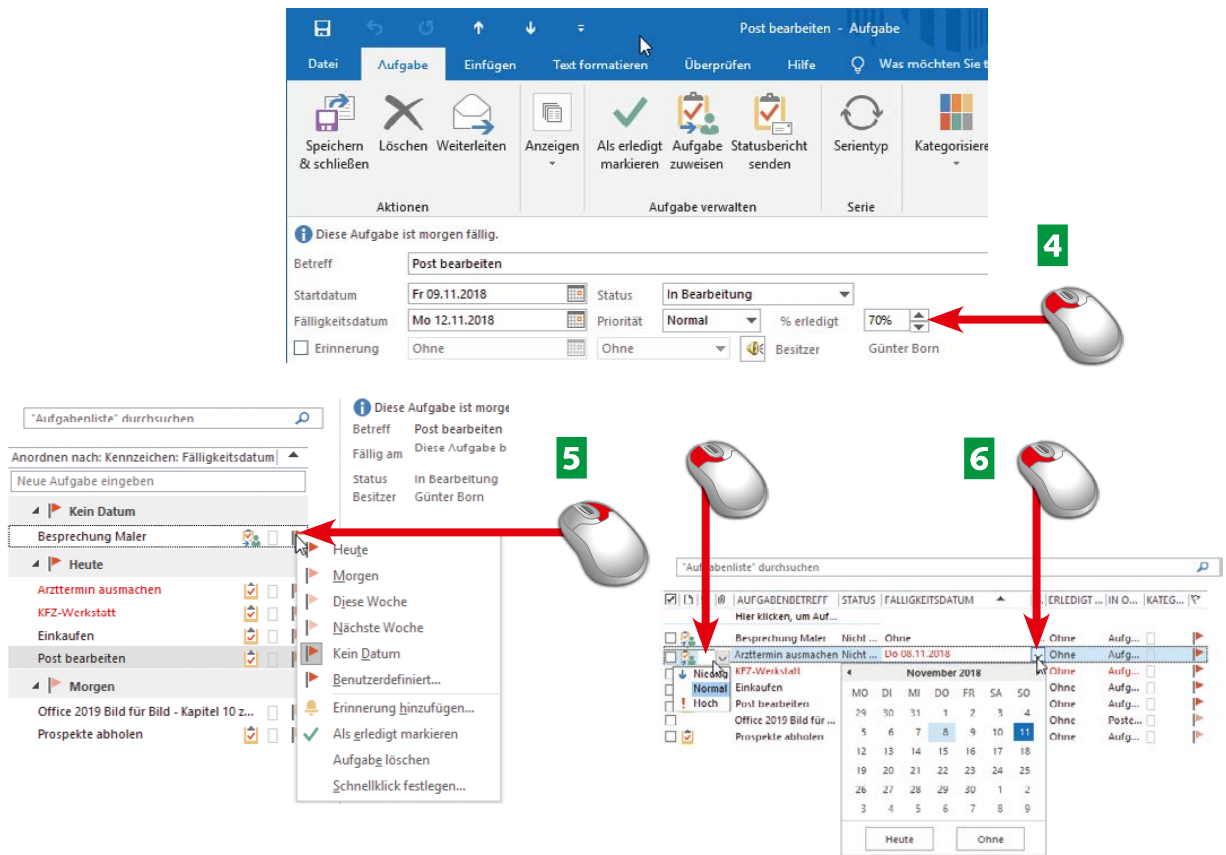 Post bearbeiten - Aufgabe
Datei Aufgabe Einfügen Text formatieren Überprüfen Hilfe Was möchten Sie t
Speichern & schließen
Löschen
Weiterleiten
Anzeigen
Als erledigt markieren
Aufgabe zuweisen
Statusbericht senden
Serientyp
Kategorisiere
Aktionen
Aufgabe verwalten
Serie
Diese Aufgabe ist morgen fällig.
Betreff Post bearbeiten
Startdatum Fr 09.11.2018 Status In Bearbeitung
Fälligkeitsdatum Mo 12.11.2018 Priorität Normal % erledigt 70%
Erinnerung Ohne Ohne Besitzer Günter Born
4
"Aufgabenliste" durchsuchen
Anordnen nach: Kennzeichen: Fälligkeitsdatum
Neue Aufgabe eingeben
Kein Datum
Besprechung Maler
Heute
Arzttermin ausmachen
KFZ-Werkstatt
Einkaufen
Post bearbeiten
Morgen
Office 2019 Bild für Bild - Kapitel 10 z...
Prospekte abholen
Diese Aufgabe ist morge
Betreff Post bearbeiten
Fällig am Diese Aufgabe b
Status In Bearbeitung
Besitzer Günter Born
5
Heute
Morgen
Diese Woche
Nächste Woche
Kein Datum
Benutzerdefiniert...
Erinnerung hinzufügen...
Als erledigt markieren
Aufgabe löschen
Schnellklick festlegen...
6
"Aufgabenliste" durchsuchen
AUFGABENBETREFF STATUS FÄLLIGKEITSDATUM ERLEDIGT ... IN O... KATEG...
Hier klicken, um Auf...
Besprechung Maler Nicht ... Ohne Ohne Aufg...
Arzttermin ausmachen Nicht ... Do 08.11.2018 Ohne Aufg...
KFZ-Werkstatt Ohne Aufg...
Einkaufen Ohne Aufg...
Post bearbeiten Ohne Aufg...
Office 2019 Bild für ... Ohne Poste...
Prospekte abholen Ohne Aufg...
Niedrig
Normal
Hoch
November 2018
MO DI MI DO FR SA SO
29 30 31 1 2 3 4
5 6 7 8 9 10 11
12 13 14 15 16 17 18
19 20 21 22 23 24 25
26 27 28 29 30 1 2
3 4 5 6 7 8 9
Heute Ohne